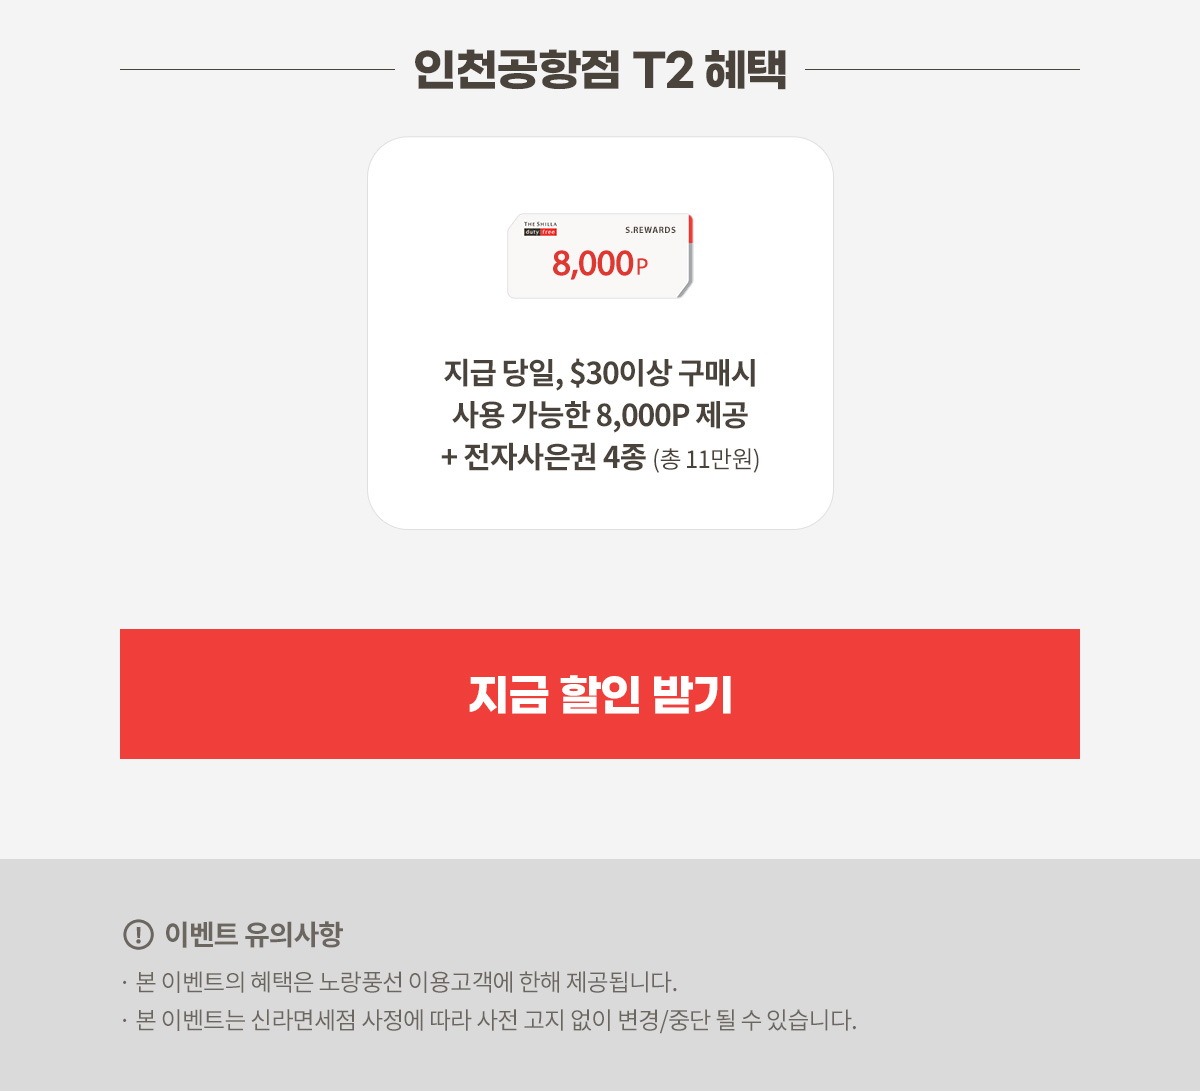 인천공항점 T2 혜택
THE SHILLA
duty free
S.REWARDS
8,000P
지급 당일, $30이상 구매시
사용 가능한 8,000P 제공
+ 전자사은권 4종 (총 11만원)
지금 할인 받기
이벤트 유의사항
· 본 이벤트의 혜택은 노랑풍선 이용고객에 한해 제공됩니다.
· 본 이벤트는 신라면세점 사정에 따라 사전 고지 없이 변경/중단 될 수 있습니다.